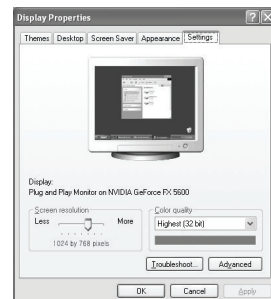 Display Properties
Themes Desktop Screen Saver Appearance Settings
Display:
Plug and Play Monitor on NVIDIA GeForce FX 5600
Screen resolution
Less More
1024 by 768 pixels
Color quality
Highest (32 bit)
Troubleshoot... Advanced
OK Cancel Apply